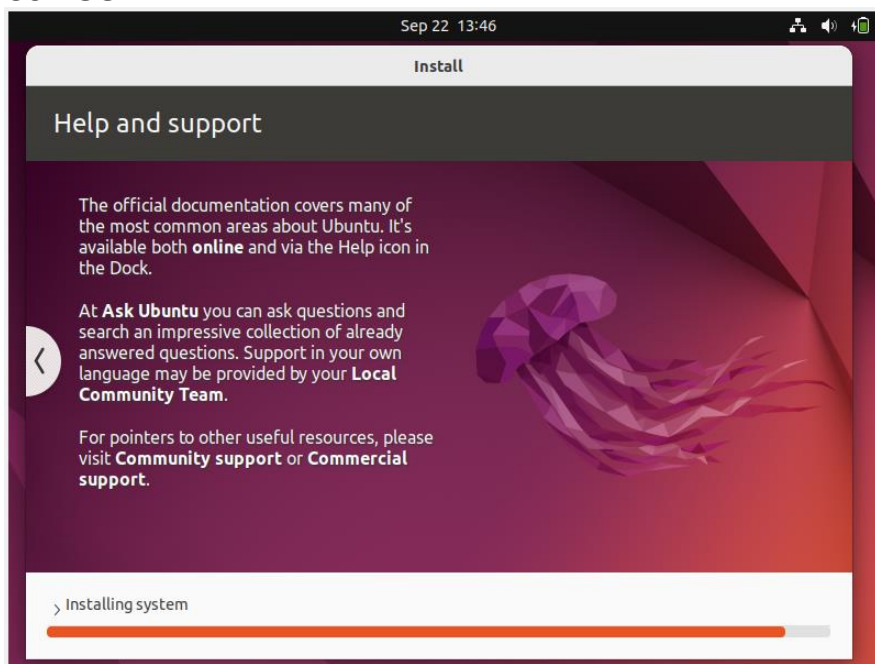 Sep 22 13:46
Install
Help and support
The official documentation covers many of
the most common areas about Ubuntu. It's
available both online and via the Help icon in
the Dock.
At Ask Ubuntu you can ask questions and
search an impressive collection of already
answered questions. Support in your own
language may be provided by your Local
Community Team.
For pointers to other useful resources, please
visit Community support or Commercial
support.
Installing system